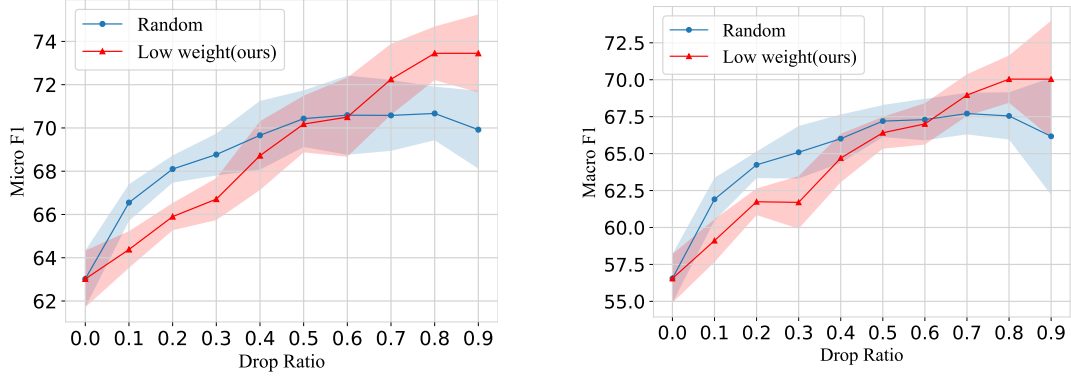 Random
Low weight(ours)
Micro F1
74
72
70
68
66
64
62
0.0 0.1 0.2 0.3 0.4 0.5 0.6 0.7 0.8 0.9
Drop Ratio
Random
Low weight(ours)
Macro F1
72.5
70.0
67.5
65.0
62.5
60.0
57.5
55.0
0.0 0.1 0.2 0.3 0.4 0.5 0.6 0.7 0.8 0.9
Drop Ratio